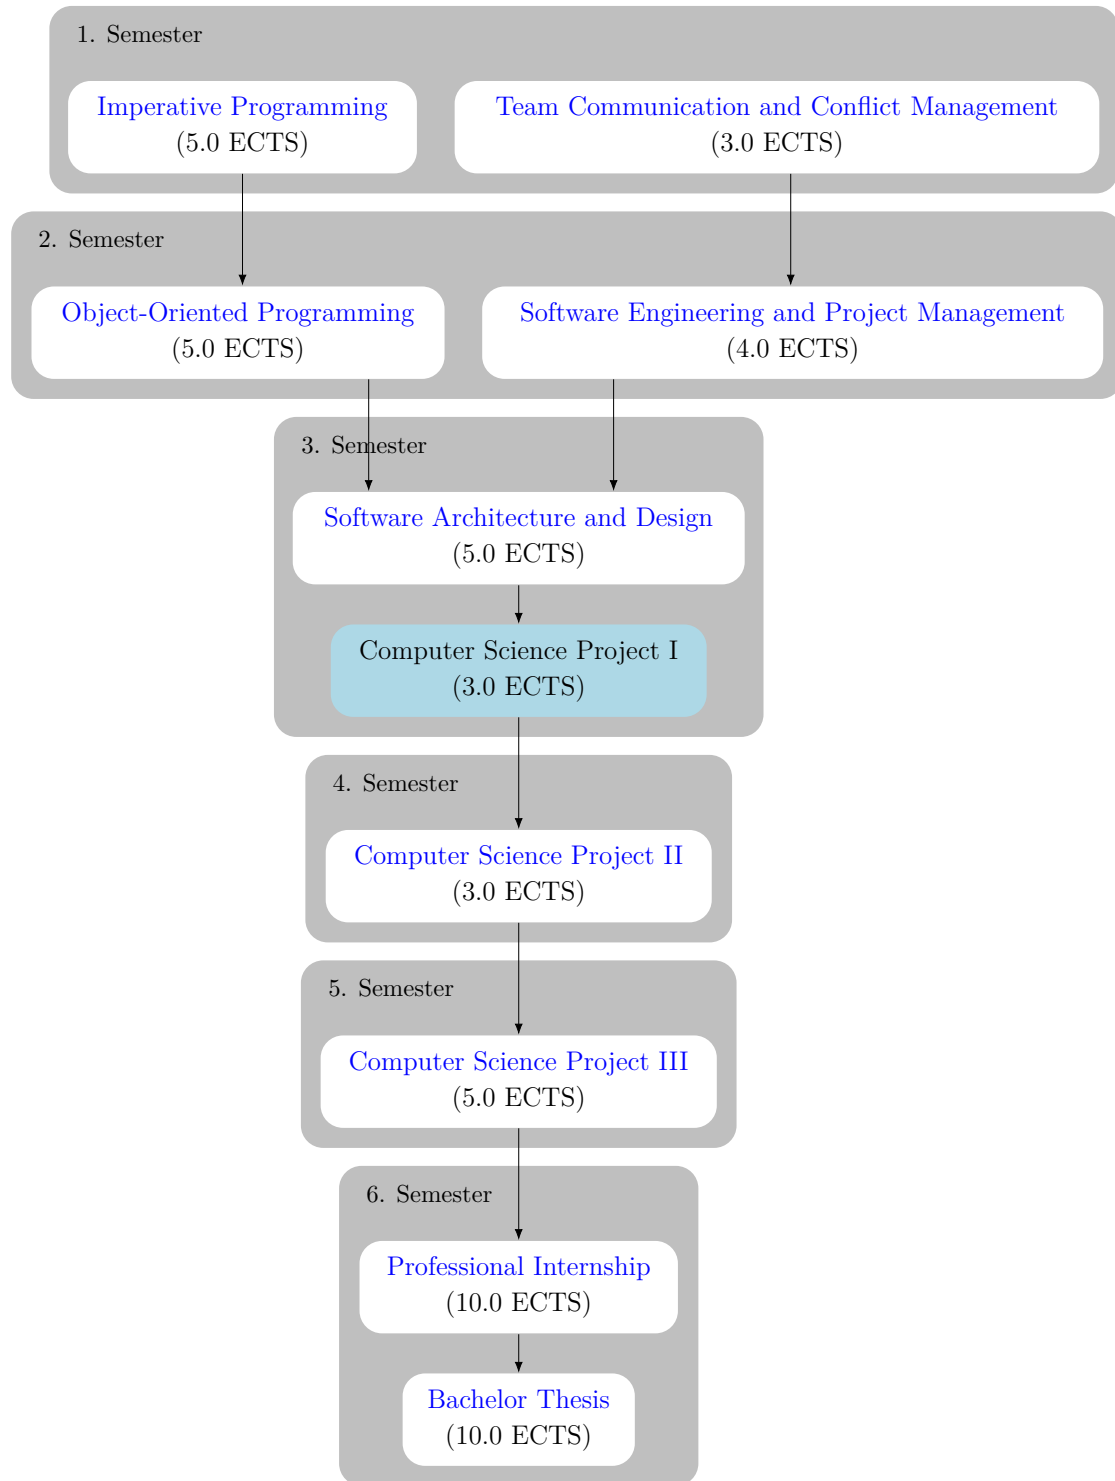 1. Semester
Imperative Programming
(5.0 ECTS)
Team Communication and Conflict Management
(3.0 ECTS)
2. Semester
Object-Oriented Programming
(5.0 ECTS)
Software Engineering and Project Management
(4.0 ECTS)
3. Semester
Software Architecture and Design
(5.0 ECTS)
Computer Science Project I
(3.0 ECTS)
4. Semester
Computer Science Project II
(3.0 ECTS)
5. Semester
Computer Science Project III
(5.0 ECTS)
6. Semester
Professional Internship
(10.0 ECTS)
Bachelor Thesis
(10.0 ECTS)